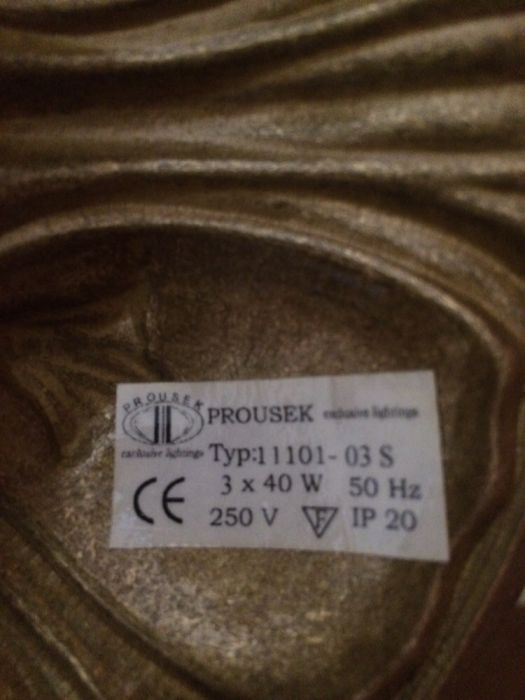 PROUSEK
exclusive lightings
PROUSEK exclusive lightings
Typ:11101-03 S
3 x 40 W 50 Hz
250 V F IP 20
CE